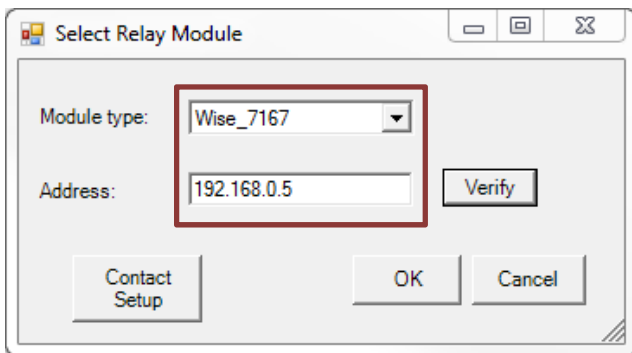 Select Relay Module
Module type:
Wise_7167
Address:
192.168.0.5
Verify
Contact
Setup
OK
Cancel